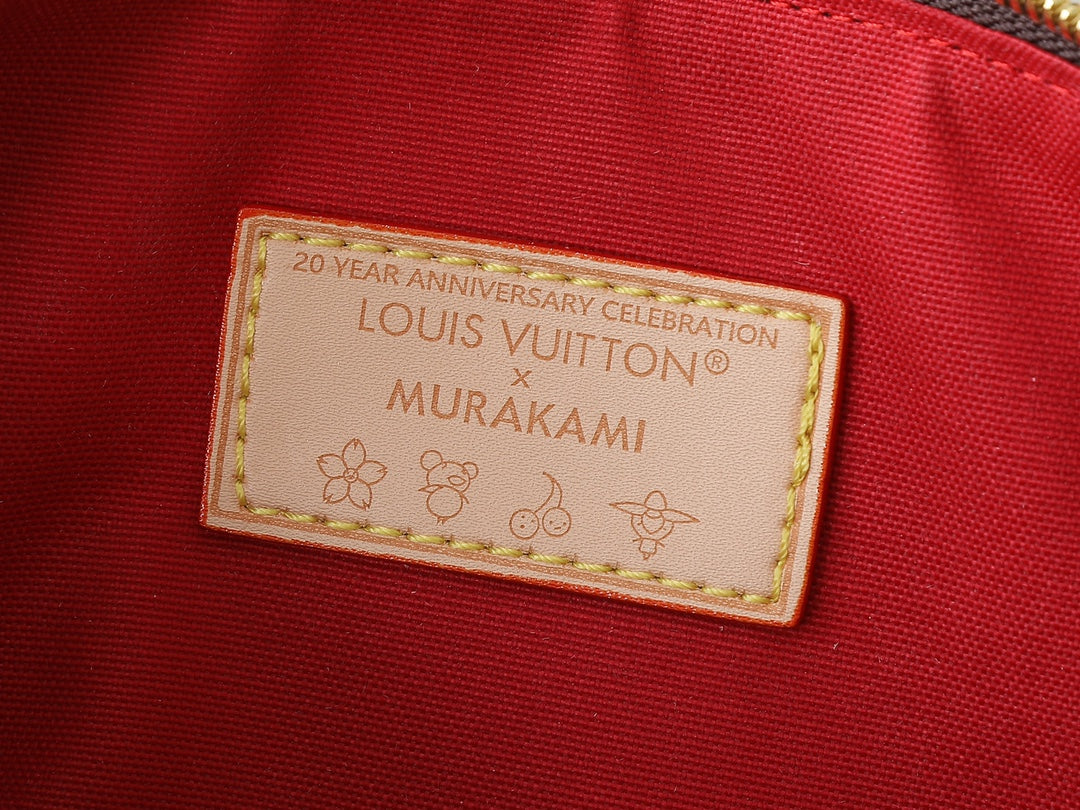 20 YEAR ANNIVERSARY CELEBRATION
LOUIS VUITTON®
x
MURAKAMI